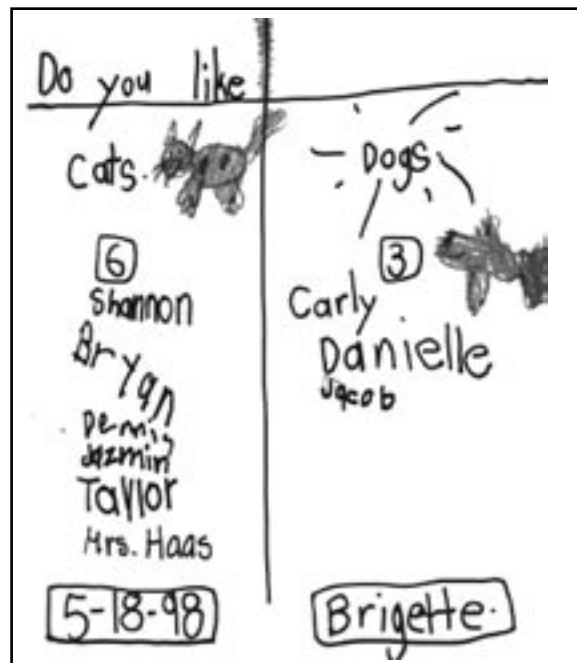 Do you like
Cats.
6
Shannon
Bryan
Dennis
Jazmin
Taylor
Mrs. Haas
5-18-98
Dogs
3
Carly
Danielle
Jacob
Brigette.